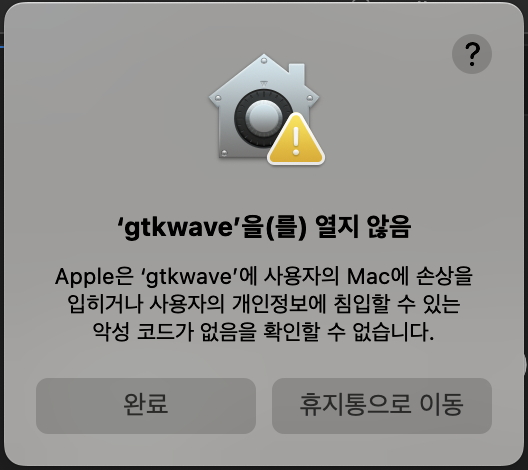 ?
‘gtkwave’을(를) 열지 않음
Apple은 ‘gtkwave’에 사용자의 Mac에 손상을
입히거나 사용자의 개인정보에 침입할 수 있는
악성 코드가 없음을 확인할 수 없습니다.
완료
휴지통으로 이동